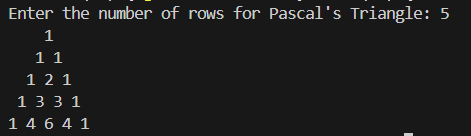 Enter the number of rows for Pascal's Triangle: 5
    1
   1 1
  1 2 1
 1 3 3 1
1 4 6 4 1